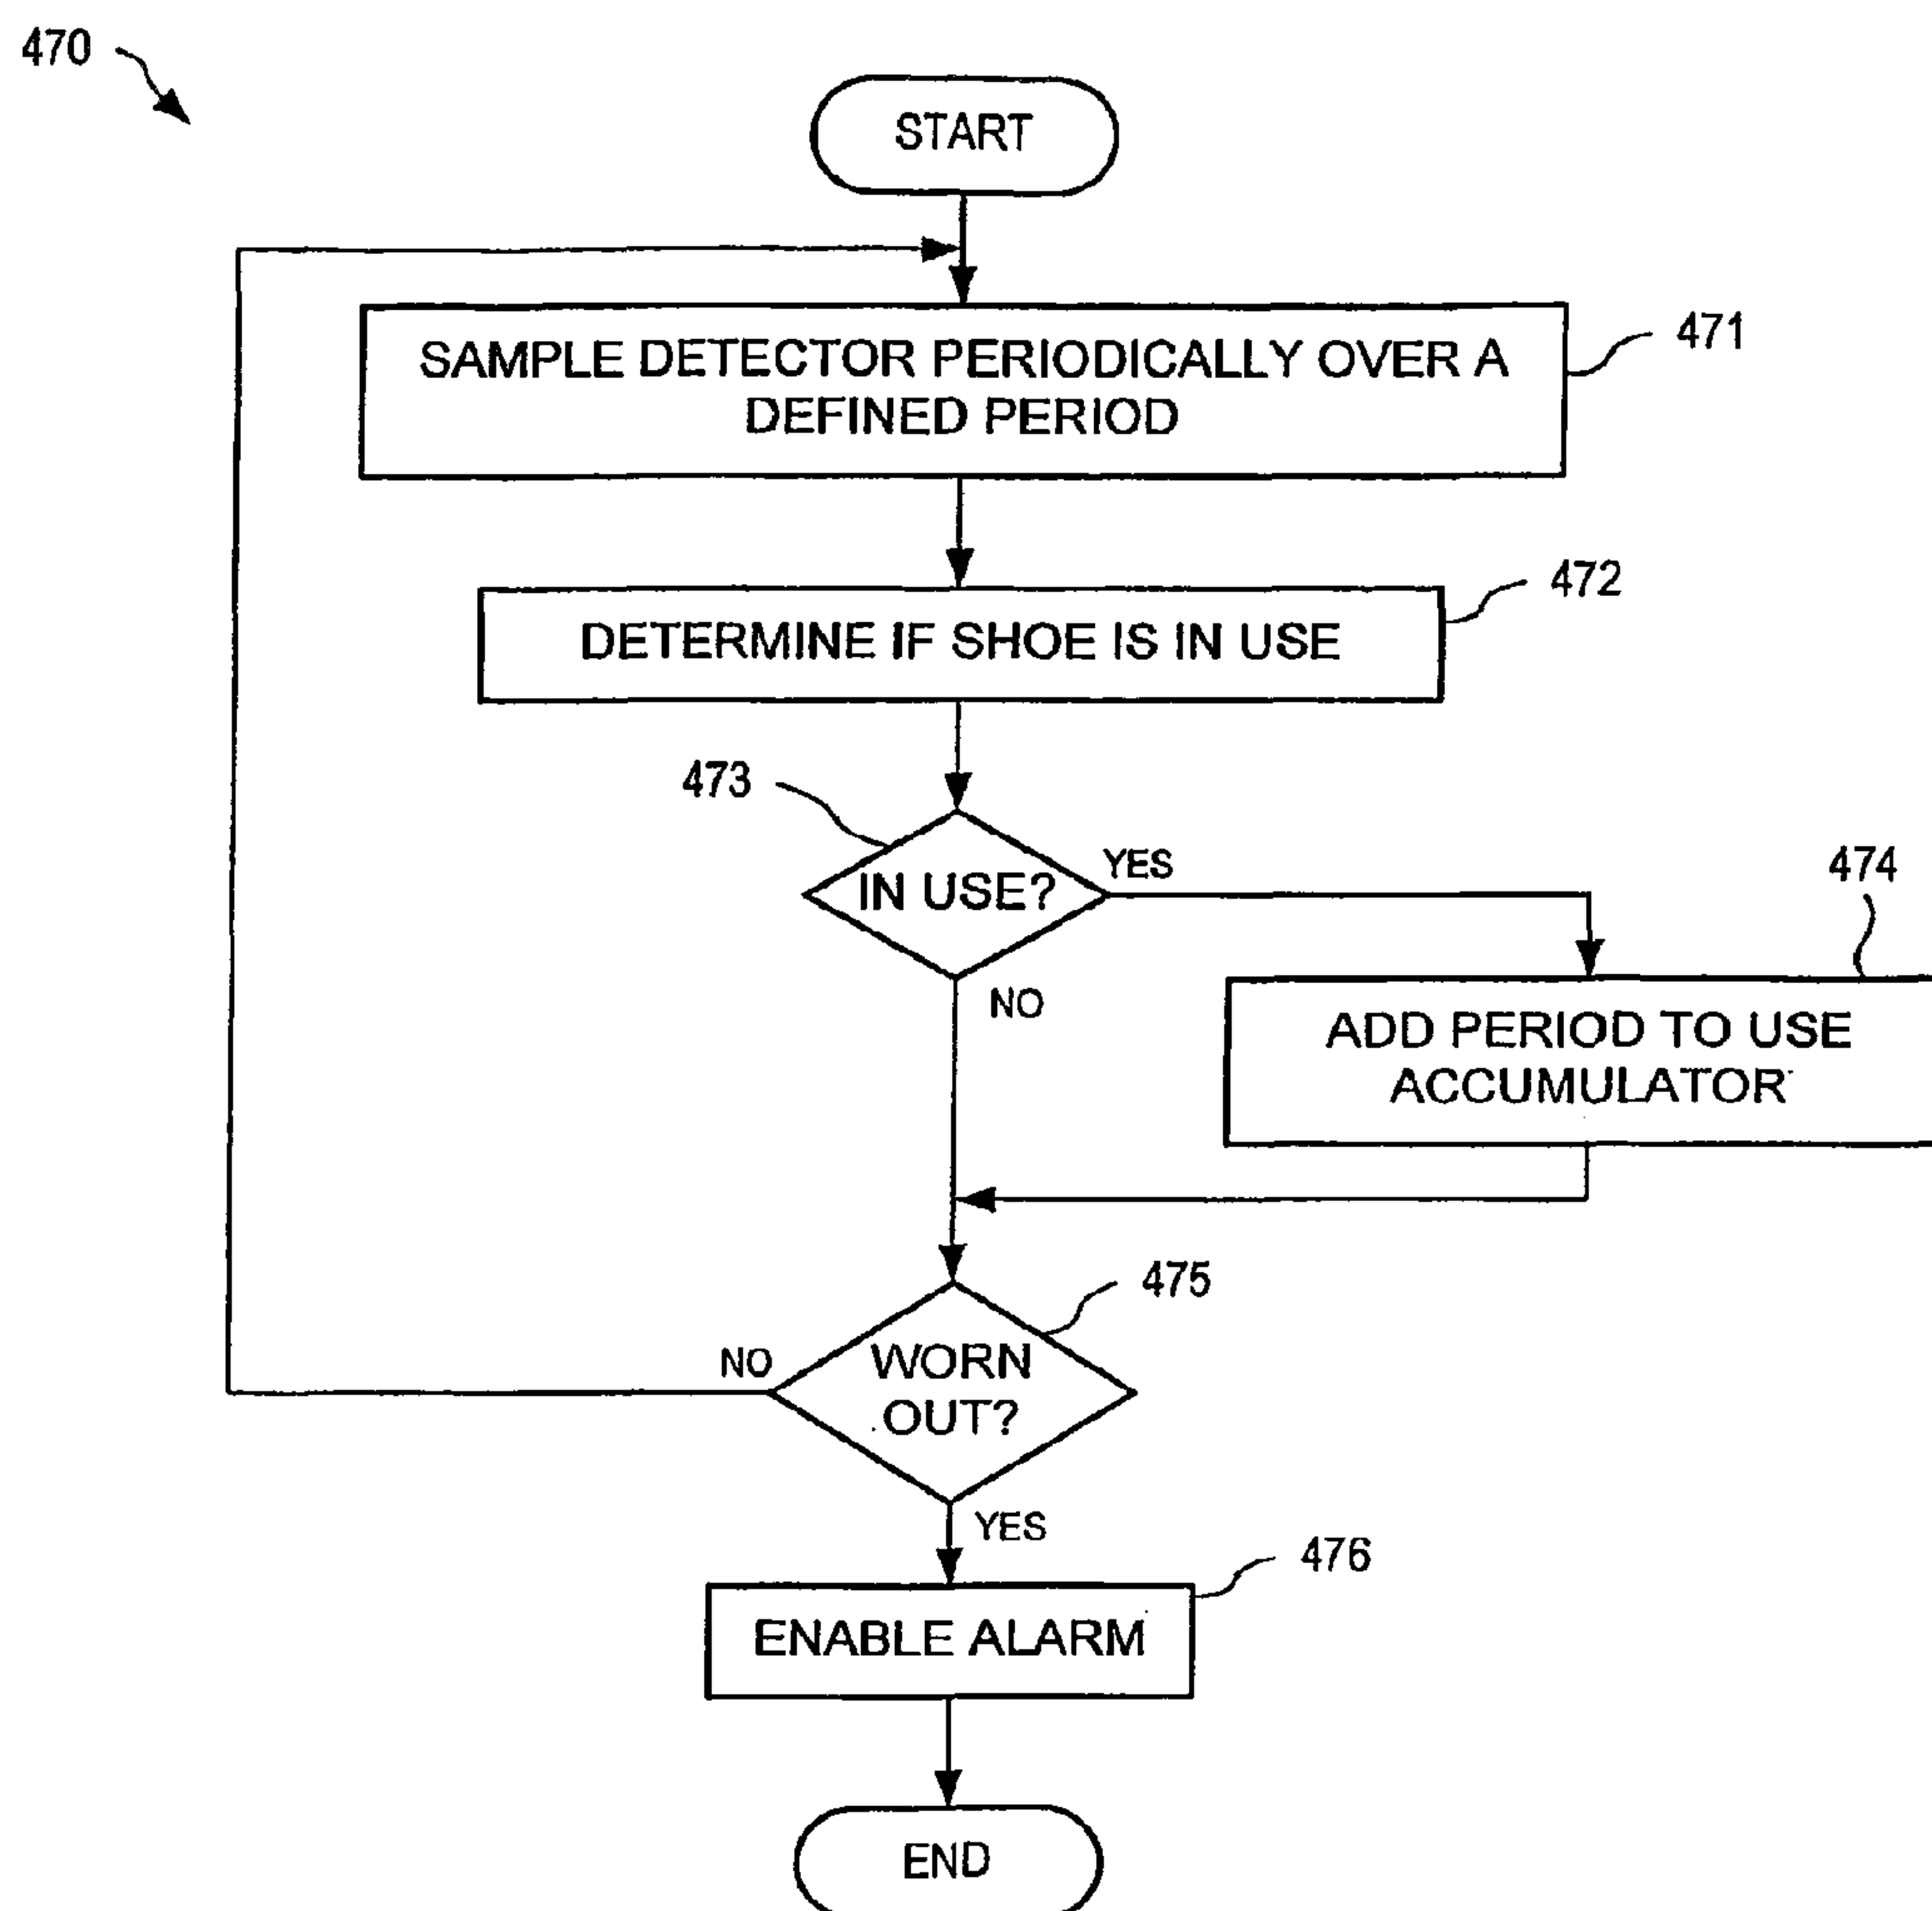 470
START
SAMPLE DETECTOR PERIODICALLY OVER A
DEFINED PERIOD
471
DETERMINE IF SHOE IS IN USE
472
473
IN USE?
YES
NO
474
ADD PERIOD TO USE
ACCUMULATOR
475
WORN
OUT?
NO
YES
476
ENABLE ALARM
END